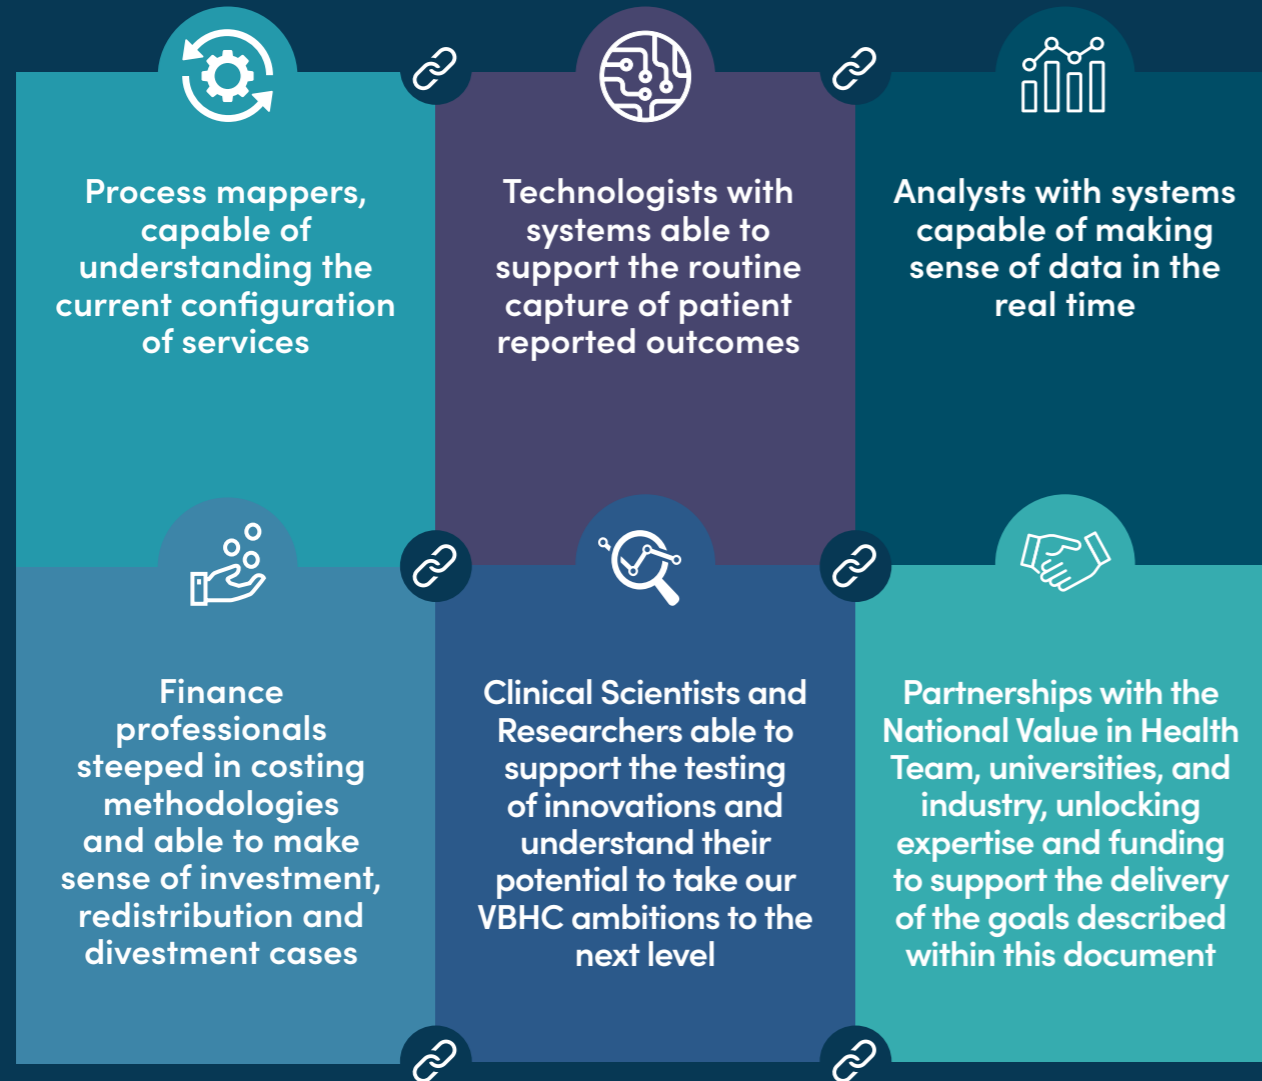 Process mappers,
capable of
understanding the
current configuration
of services
Technologists with
systems able to
support the routine
capture of patient
reported outcomes
Analysts with systems
capable of making
sense of data in the
real time
Finance
professionals
steeped in costing
methodologies
and able to make
sense of investment,
redistribution and
divestment cases
Clinical Scientists and
Researchers able to
support the testing
of innovations and
understand their
potential to take our
VBHC ambitions to the
next level
Partnerships with the
National Value in Health
Team, universities, and
industry, unlocking
expertise and funding
to support the delivery
of the goals described
within this document